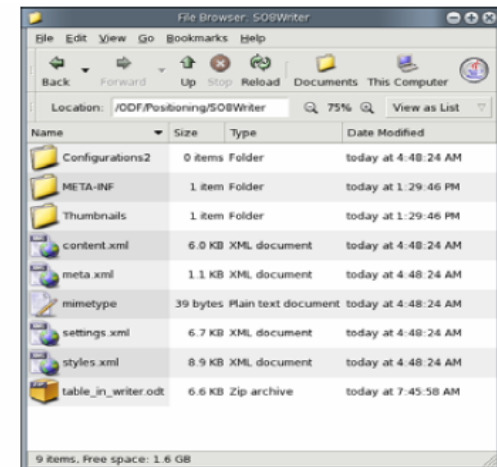 File Browser: SO8Writer
File Edit View Go Bookmarks Help
Back Forward Up Stop Reload Documents This Computer
Location: /ODF/Positioning/SO8Writer 75% View as List
Name Size Type Date Modified
Configurations2 0 items Folder today at 4:48:24 AM
META-INF 1 item Folder today at 1:29:46 PM
Thumbnails 1 item Folder today at 1:29:46 PM
content.xml 6.0 KB XML document today at 4:48:24 AM
meta.xml 1.1 KB XML document today at 4:48:24 AM
mimetype 39 bytes Plain text document today at 4:48:24 AM
settings.xml 6.7 KB XML document today at 4:48:24 AM
styles.xml 8.9 KB XML document today at 4:48:24 AM
table_in_writer.odt 6.6 KB Zip archive today at 7:45:58 AM
9 items, Free space: 1.6 GB